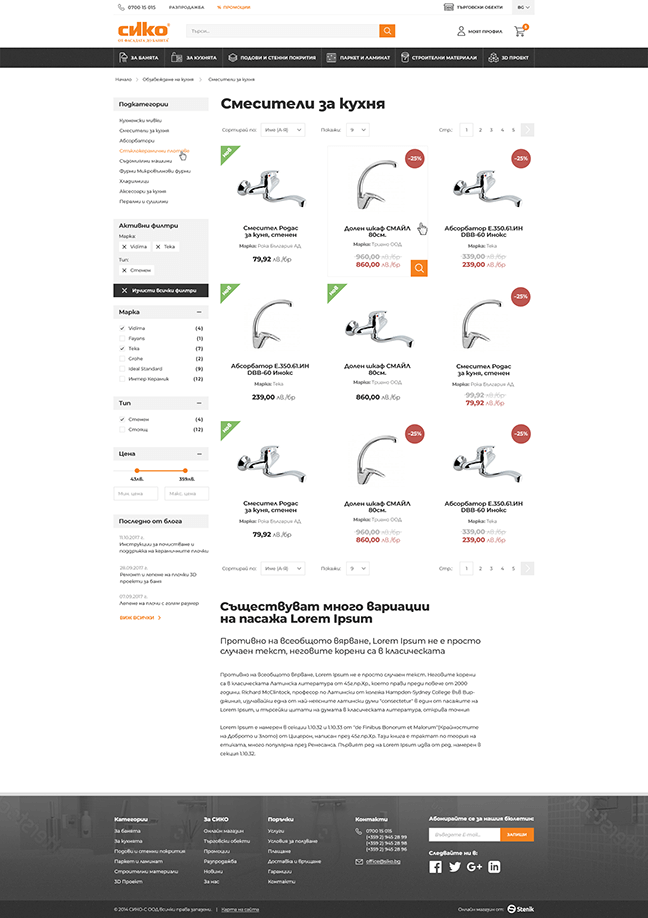 0700 15 015
РАЗПРОДАЖБА
% ПРОМОЦИИ
ТЪРГОВСКИ ОБЕКТИ
BG
сико
ОТ ФАСАДАТА ДО БАНЯТА!
Търси...
МОЯТ ПРОФИЛ
ЗА БАНЯТА
ЗА КУХНЯТА
ПОДОВИ И СТЕННИ ПОКРИТИЯ
ПАРКЕТ И ЛАМИНАТ
СТРОИТЕЛНИ МАТЕРИАЛИ
3D ПРОЕКТ
Начало > Обзавеждане на кухня > Смесители за кухня
Подкатегории
Кухненски мивки
Смесители за кухня
Абсорбатори
Стъклокерамични плотове
Съдомиялни машини
Фурни Микровълнови фурни
Хладилници
Аксесоари за кухня
Перални и сушилни
Активни филтри
Марка:
× Vidima
× Teka
Тип:
× Стенен
× Изчисти всички филтри
Марка
Vidima (4)
Fayans (1)
Teka (7)
Grohe (2)
Ideal Standard (9)
Интер Керамик (12)
Тип
Стенен (4)
Стоящ (12)
Цена
43лв. 359лв.
Мин. цена
Макс. цена
Последно от блога
11.10.2017 г.
Инструкции за почистване и
поддръжка на керамичните плочки
26.09.2017 г.
Ремонт и лепене на плочки 3D
проекти за баня
07.09.2017 г.
Лепене на плочи с голем размер
ВИЖ ВСИЧКИ >
Смесители за кухня
Сортирай по: Име (А-Я)
Покажи: 9
Стр.: 1 2 3 4 5
НОВ
Смесител Родас
за куня, стенен
Марка: Рока България АД
79,92 лв./бр
-25%
Долен шкаф СМАЙЛ
80см.
Марка: Триано ООД
960,00 лв./бр
860,00 лв./бр
-25%
Абсорбатор Е.350.61.ИН
DBB-60 Инокс
Марка: Teka
339,00 лв./бр
239,00 лв./бр
НОВ
Абсорбатор Е.350.61.ИН
DBB-60 Инокс
Марка: Teka
239,00 лв./бр
НОВ
Долен шкаф СМАЙЛ
80см.
Марка: Триано ООД
860,00 лв./бр
-25%
Смесител Родас
за куня, стенен
Марка: Рока България АД
99,92 лв./бр
79,92 лв./бр
НОВ
Смесител Родас
за куня, стенен
Марка: Рока България АД
79,92 лв./бр
-25%
Долен шкаф СМАЙЛ
80см.
Марка: Триано ООД
960,00 лв./бр
860,00 лв./бр
-25%
Абсорбатор Е.350.61.ИН
DBB-60 Инокс
Марка: Teka
339,00 лв./бр
239,00 лв./бр
Сортирай по: Име (А-Я)
Покажи: 9
Стр.: 1 2 3 4 5
Съществуват много вариации
на пасажа Lorem Ipsum
Противно на всеобщото вярване, Lorem Ipsum не е просто
случаен текст, неговите корени са в класическата
Противно на всеобщото вярване, Lorem Ipsum не е просто случаен текст. Неговите корени
са в класическата Латинска литература от 45г.пр.Хр., което прави преди повече от 2000
години. Richard McClintock, професор по Латински от колежа Hampden-Sydney College във Вир-
джиния, изучавайки една от най-неясните латински думи "consectetur" в един от пасажите на
Lorem Ipsum, и търсейки цитати на думата в класическата литература, открива точния
Lorem Ipsum е намерен в секции 1.10.32 и 1.10.33 от "de Finibus Bonorum et Malorum"(Крайностите
на Доброто и Злото) от Цицерон, написан през 45г.пр.Хр. Тази книга е трактат по теория на
етиката, много популярна през Ренесанса. Първият ред на Lorem Ipsum идва от ред, намерен в
секция 1.10.32.
Категории
За банята
За кухнята
Подови и стенни покрития
Паркет и ламинат
Строителни материали
3D Проект
За СИКО
Онлайн магазин
Търговски обекти
Промоции
Разпродажба
Новини
За нас
Поръчки
Услуги
Условия за ползване
Плащане
Доставка и връщане
Гаранции
Контакти
Контакти
0700 15 015
(+359 2) 945 28 99
(+359 2) 945 28 98
(+359 2) 945 28 96
office@siko.bg
Абонирайте се за нашия бюлетин:
Въведете E-mail...
ЗАПИШИ
Следвайте ни в:
© 2014 СИКО-С ООД Всички права запазени. | Карта на сайта
Онлайн магазин от: Stenik